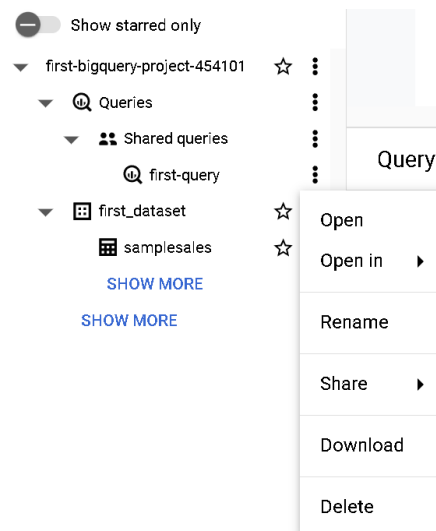 Show starred only
first-bigquery-project-454101
Queries
Shared queries
Query
first-query
first_dataset
Open
samplesales
Open in
SHOW MORE
SHOW MORE
Rename
Share
Download
Delete